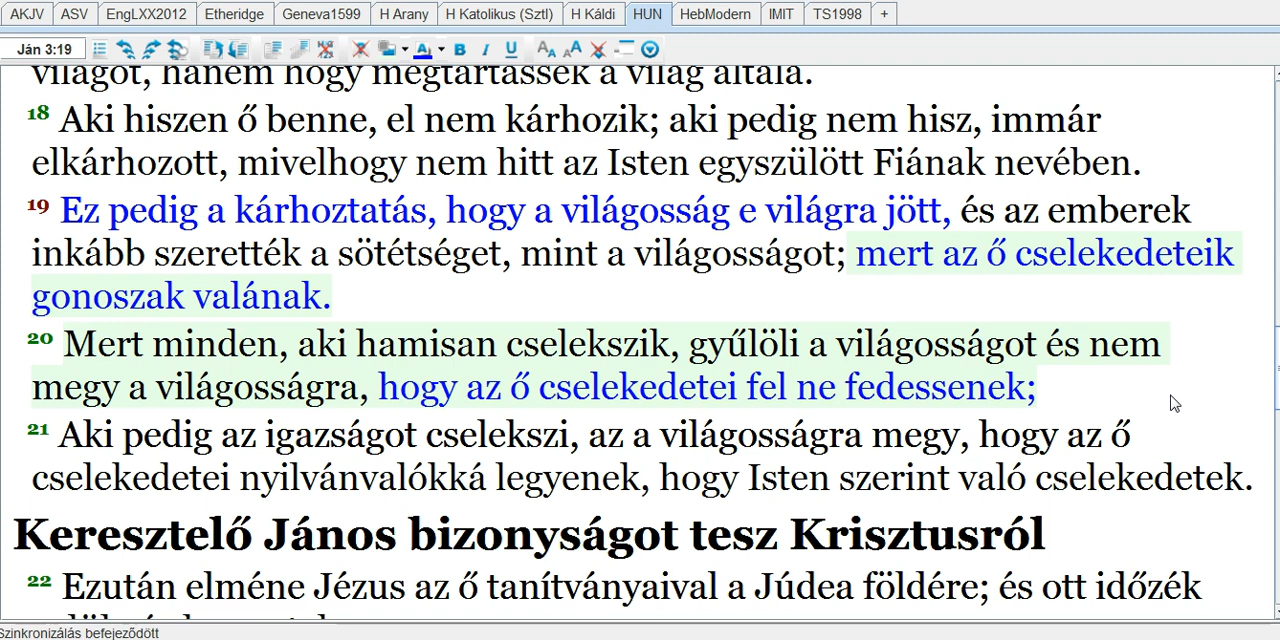 AKJV ASV EngLXX2012 Etheridge Geneva1599 H Arany H Katolikus (Sztl) H Káldi HUN HebModern IMIT TS1998 +
Ján 3:19
világot, hanem hogy megtartassék a világ általa.
18 Aki hiszen ő benne, el nem kárhozik; aki pedig nem hisz, immár
elkárhozott, mivelhogy nem hitt az Isten egyszülött Fiának nevében.
19 Ez pedig a kárhoztatás, hogy a világosság e világra jött, és az emberek
inkább szerették a sötétséget, mint a világosságot; mert az ő cselekedeteik
gonoszak valának.
20 Mert minden, aki hamisan cselekszik, gyűlöli a világosságot és nem
megy a világosságra, hogy az ő cselekedetei fel ne fedessenek;
21 Aki pedig az igazságot cselekszi, az a világosságra megy, hogy az ő
cselekedetei nyilvánvalókká legyenek, hogy Isten szerint való cselekedetek.
Keresztelő János bizonyságot tesz Krisztusról
22 Ezután elméne Jézus az ő tanítványaival a Júdea földére; és ott időzék
Szinkronizálás befejeződött